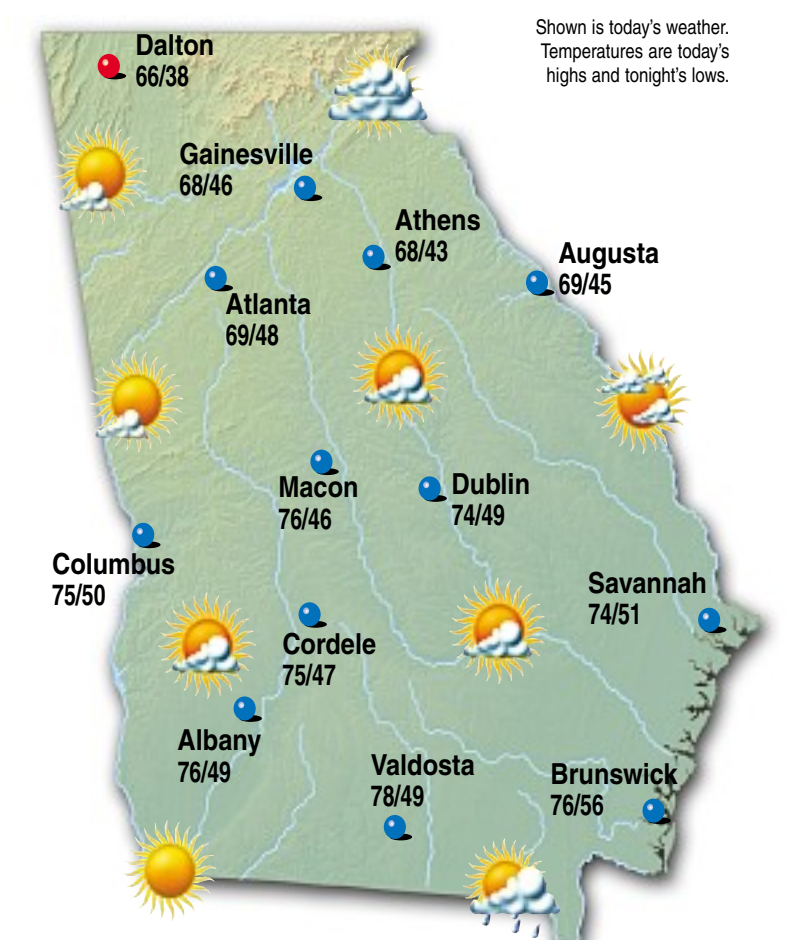 Shown is today's weather.
Temperatures are today's
highs and tonight's lows.
Dalton
66/38
Gainesville
68/46
Athens
68/43
Augusta
69/45
Atlanta
69/48
Macon
76/46
Dublin
74/49
Columbus
75/50
Savannah
74/51
Cordele
75/47
Albany
76/49
Valdosta
78/49
Brunswick
76/56